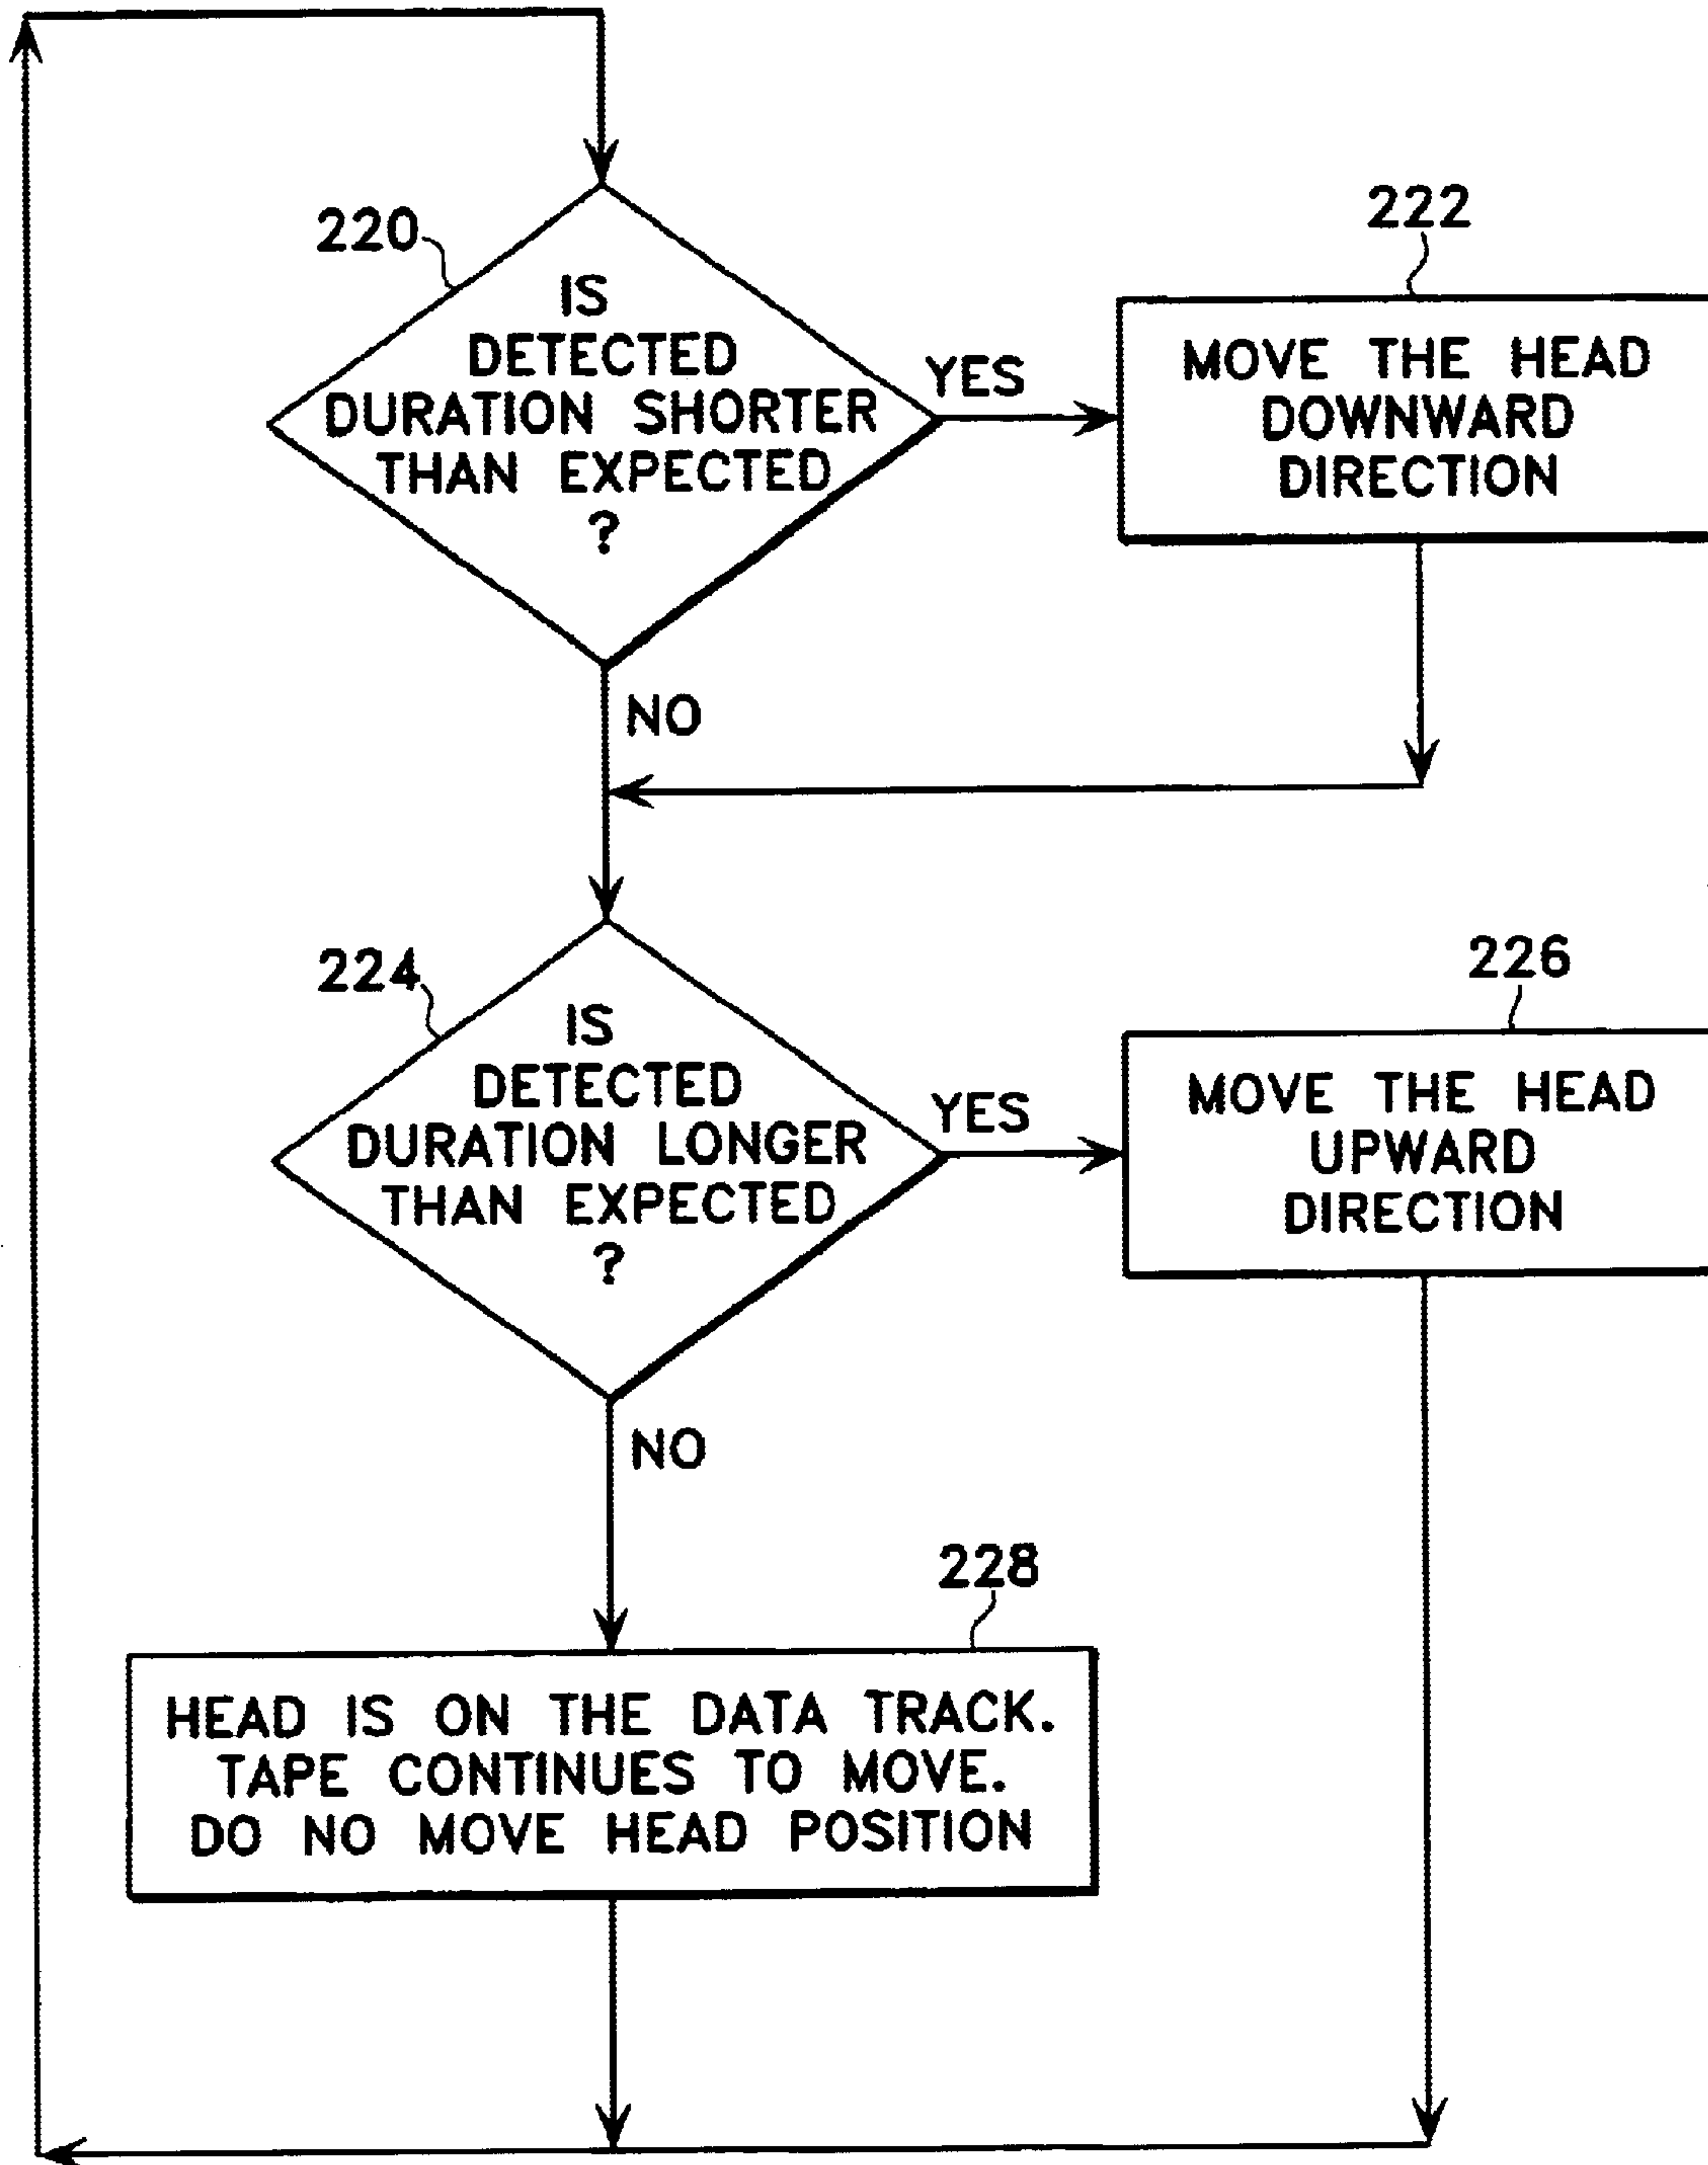 220
IS
DETECTED
DURATION SHORTER
THAN EXPECTED
?
YES
222
MOVE THE HEAD
DOWNWARD
DIRECTION
NO
224
IS
DETECTED
DURATION LONGER
THAN EXPECTED
?
YES
226
MOVE THE HEAD
UPWARD
DIRECTION
NO
228
HEAD IS ON THE DATA TRACK.
TAPE CONTINUES TO MOVE.
DO NO MOVE HEAD POSITION